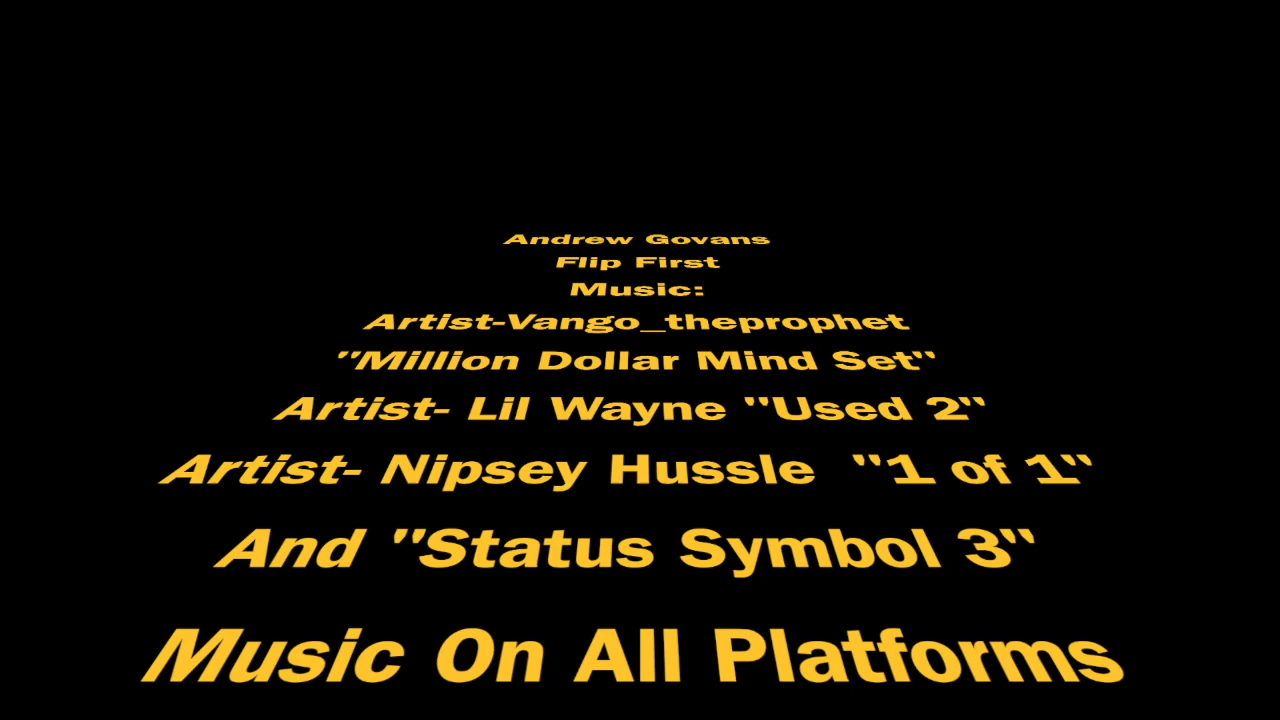 Andrew Govans
Flip First
Music:
Artist-Vango_theprophet
"Million Dollar Mind Set"
Artist- Lil Wayne "Used 2"
Artist- Nipsey Hussle  "1 of 1"
And "Status Symbol 3"
Music On All Platforms